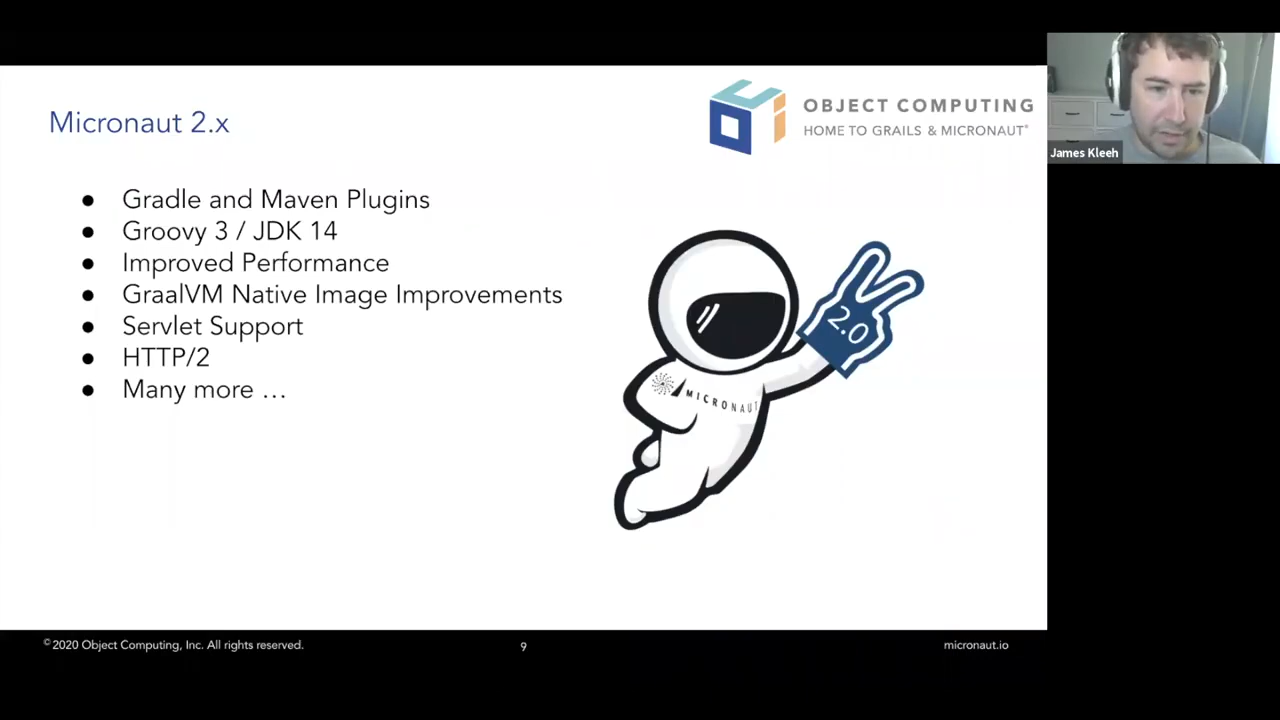 Micronaut 2.x
OBJECT COMPUTING
HOME TO GRAILS & MICRONAUT®
James Kleeh
● Gradle and Maven Plugins
● Groovy 3 / JDK 14
● Improved Performance
● GraalVM Native Image Improvements
● Servlet Support
● HTTP/2
● Many more …
2.0
MICRONAUT
©2020 Object Computing, Inc. All rights reserved.
9
micronaut.io